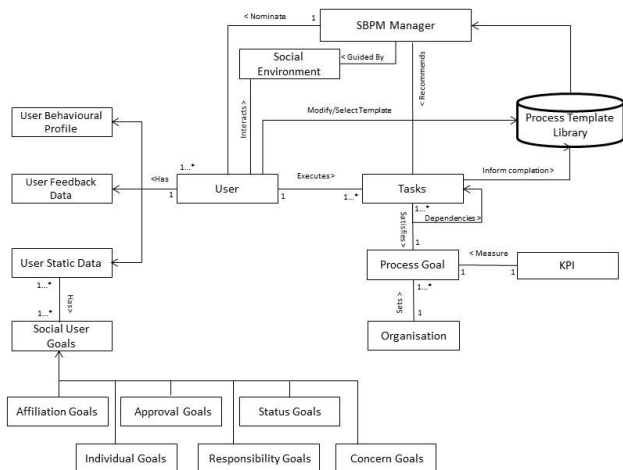 < Nominate
1
SBPM Manager
Social
Environment
< Guided By
< Recommends
Interacts>
Modify/Select Template
Process Template
Library
User Behavioural
Profile
1...*
<Has
1
User Feedback
Data
User
Executes>
1
1...*
Tasks
Inform completion>
1...*
Dependencies >
Satisfies>
1
User Static Data
1...*
Has>
1...*
Process Goal
< Measure
1
1
KPI
1...*
Sets >
1
Social User
Goals
Organisation
Affiliation Goals
Approval Goals
Status Goals
Individual Goals
Responsibility Goals
Concern Goals